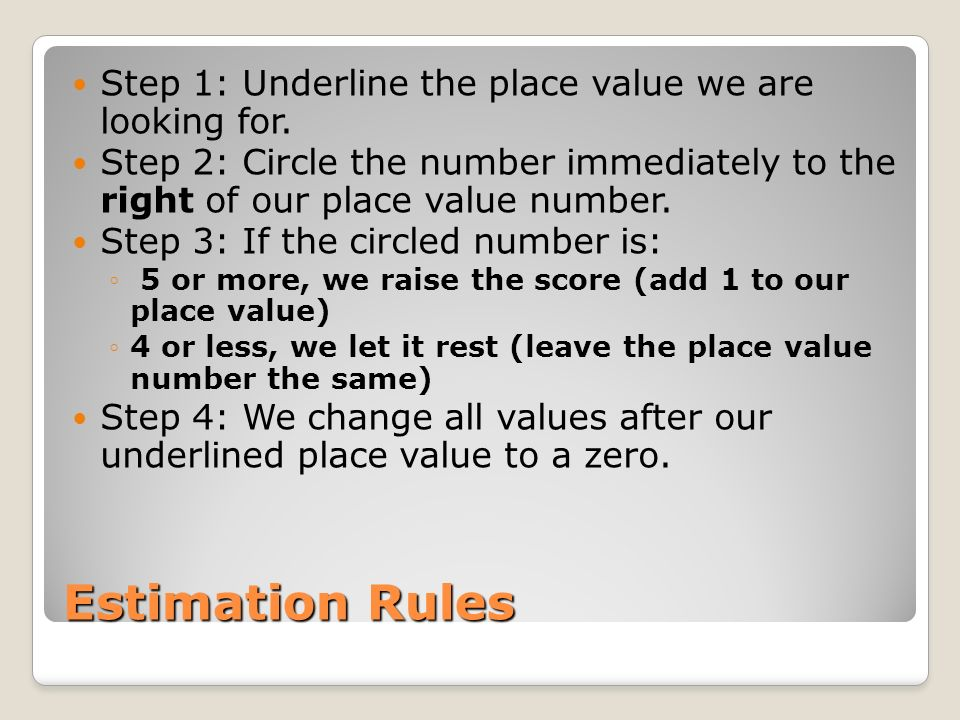 Step 1: Underline the place value we are
looking for.
Step 2: Circle the number immediately to the
right of our place value number.
Step 3: If the circled number is:
5 or more, we raise the score (add 1 to our
place value)
4 or less, we let it rest (leave the place value
number the same)
Step 4: We change all values after our
underlined place value to a zero.
Estimation Rules